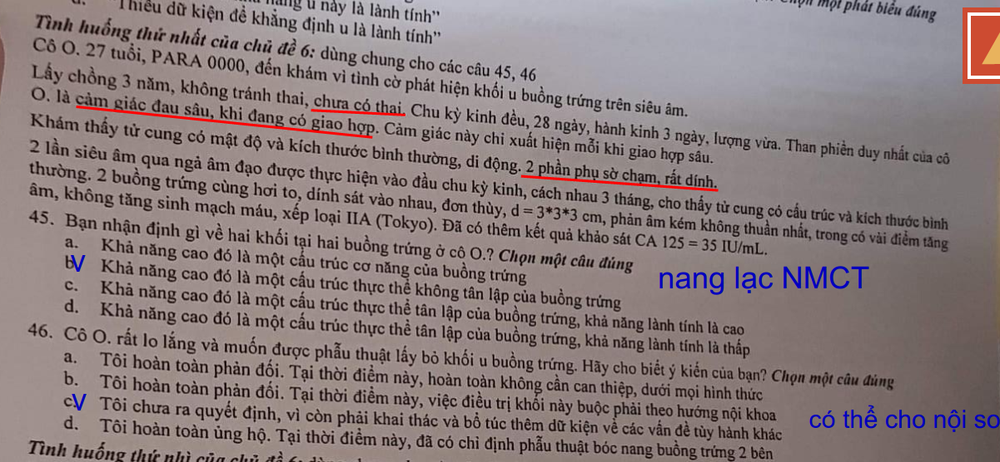 u này là lành tính"
Thiếu dữ kiện để khẳng định u là lành tính"
một phát biểu đúng
Tình huống thứ nhất của chủ đề 6: dùng chung cho các câu 45, 46
Cô O. 27 tuổi, PARA 0000, đến khám vì tình cờ phát hiện khối u buồng trứng trên siêu âm.
Lấy chồng 3 năm, không tránh thai, chưa có thai. Chu kỳ kinh đều, 28 ngày, hành kinh 3 ngày, lượng vừa. Than phiền duy nhất của cô
O. là cảm giác đau sâu, khi đang có giao hợp. Cảm giác này chỉ xuất hiện mỗi khi giao hợp sâu.
Khám thấy tử cung có mật độ và kích thước bình thường, di động. 2 phần phụ sờ chạm, rất dính.
2 lần siêu âm qua ngả âm đạo được thực hiện vào đầu chu kỳ kinh, cách nhau 3 tháng, cho thấy tử cung có cấu trúc và kích thước bình
thường. 2 buồng trứng cùng hơi to, dính sát vào nhau, đơn thùy, d = 3*3*3 cm, phản âm kém không thuần nhất, trong có vài điểm tăng
âm, không tăng sinh mạch máu, xếp loại IIA (Tokyo). Đã có thêm kết quả khảo sát CA 125 = 35 IU/mL.
45. Bạn nhận định gì về hai khối tại hai buồng trứng ở cô O.? Chọn một câu đúng
a. Khả năng cao đó là một cấu trúc cơ năng của buồng trứng
nang lạc NMCT
b. V Khả năng cao đó là một cấu trúc thực thể không tân lập của buồng trứng
c. Khả năng cao đó là một cấu trúc thực thể tân lập của buồng trứng, khả năng lành tính là cao
d. Khả năng cao đó là một cấu trúc thực thể tân lập của buồng trứng, khả năng lành tính là thấp
46. Cô O. rất lo lắng và muốn được phẫu thuật lấy bỏ khối u buồng trứng. Hãy cho biết ý kiến của bạn? Chọn một câu đúng
a. Tôi hoàn toàn phản đối. Tại thời điểm này, hoàn toàn không cần can thiệp, dưới mọi hình thức
b. Tôi hoàn toàn phản đối. Tại thời điểm này, việc điều trị khối này buộc phải theo hướng nội khoa
c. V Tôi chưa ra quyết định, vì còn phải khai thác và bổ túc thêm dữ kiện về các vấn đề tùy hành khác
có thể cho nội so
d. Tôi hoàn toàn ủng hộ. Tại thời điểm này, đã có chỉ định phẫu thuật bóc nang buồng trứng 2 bên
Tình huống thứ nhì của chủ đề 6: